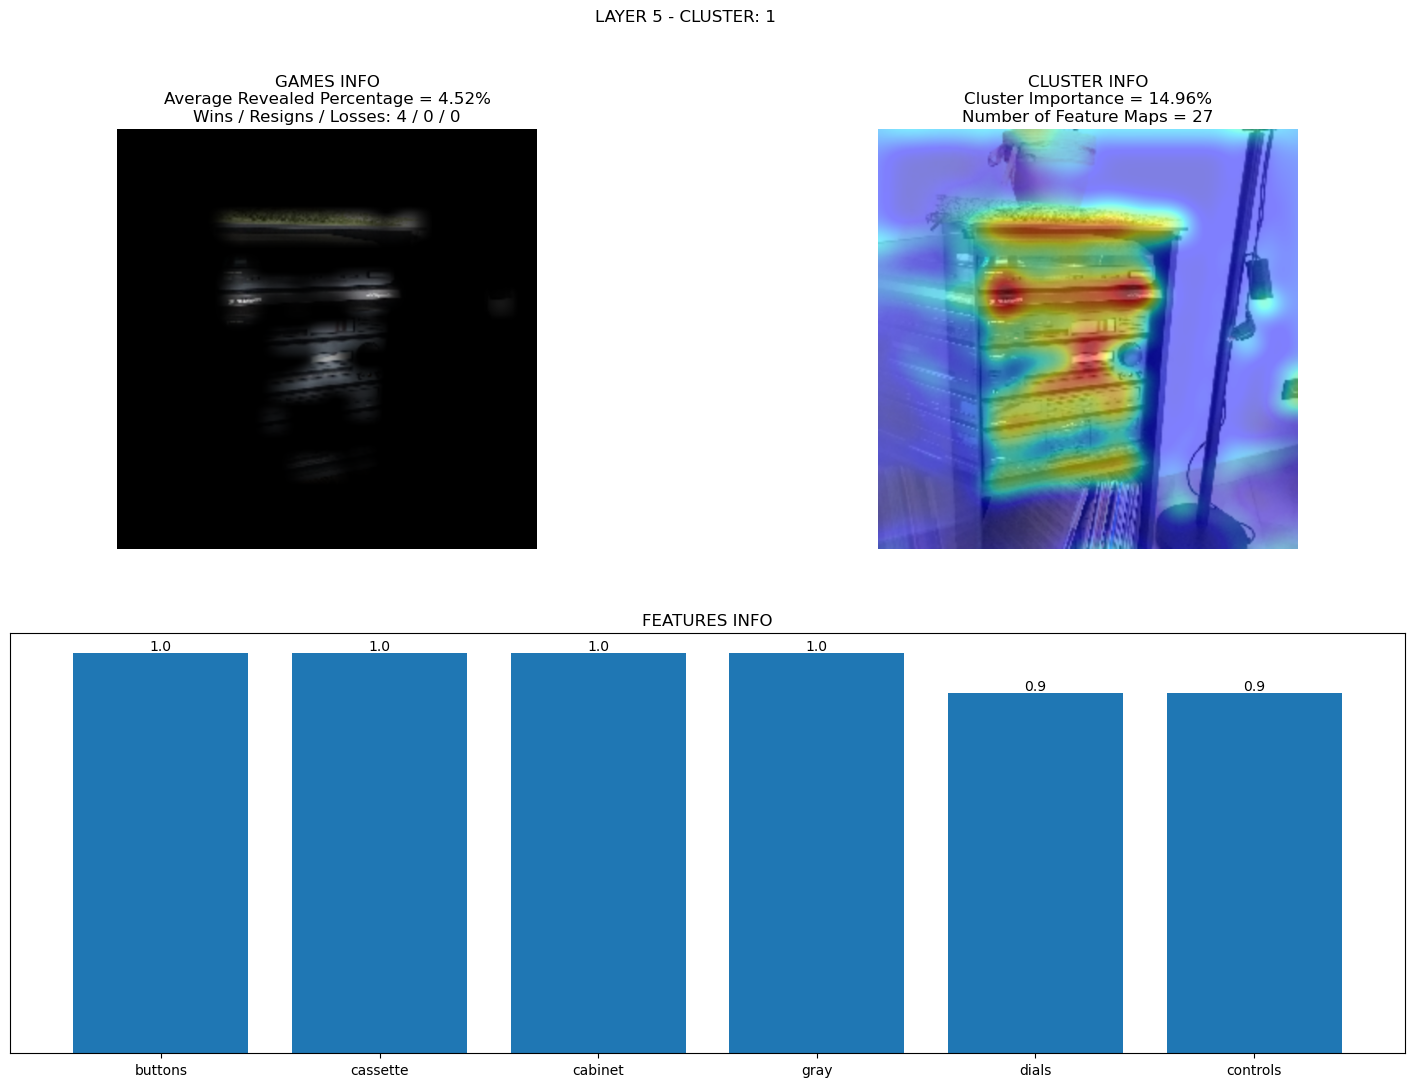 LAYER 5 - CLUSTER: 1
GAMES INFO
Average Revealed Percentage = 4.52%
Wins / Resigns / Losses: 4 / 0 / 0
CLUSTER INFO
Cluster Importance = 14.96%
Number of Feature Maps = 27
FEATURES INFO
1.0 1.0 1.0 1.0 0.9 0.9
buttons cassette cabinet gray dials controls